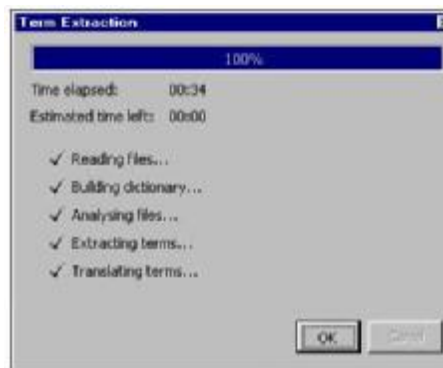 Term Extraction
100%
Time elapsed: 00:34
Estimated time left: 00:00
✓ Reading files...
✓ Building dictionary...
✓ Analysing files...
✓ Extracting terms...
✓ Translating terms...
OK Cancel